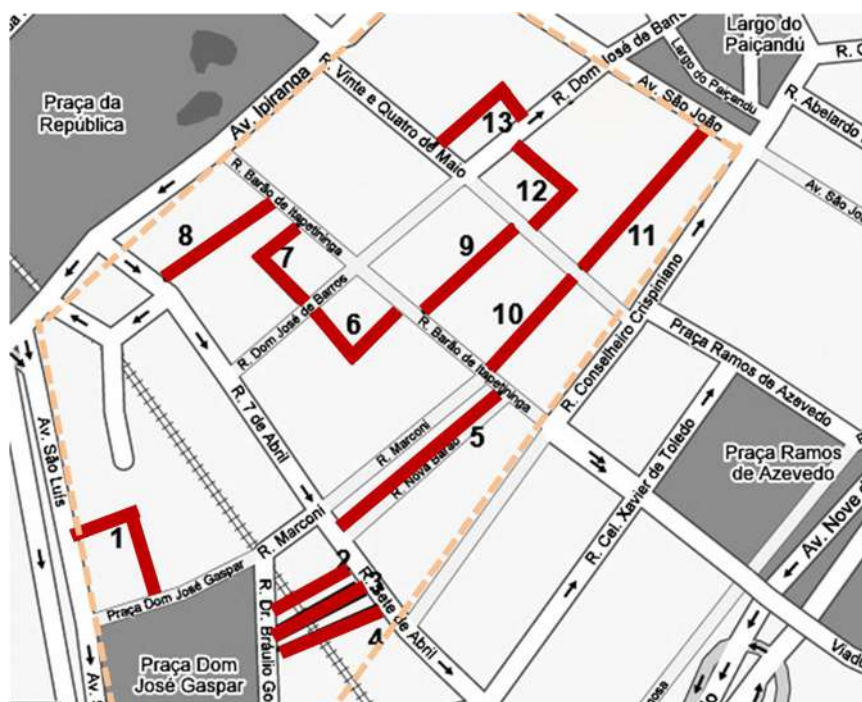 Largo do
Paiçandú
R. C
Largo do Paiçandu
R. Dom José de Barros
Av. São João
R. Abelardo
Av. São Jo
Av. Ipiranga
R. Vinte e Quatro de Maio
Praça da
República
13
12
11
R. Barão de Itapetininga
8
7
9
10
6
R. Dom José de Barros
R. Barão de Itapetininga
R. Conselheiro Crispiniano
Praça Ramos de Azevedo
Av. São Luís
R. 7 de Abril
R. Marconi
5
R. Nova Barão
R. Cel. Xavier de Toledo
Praça Ramos
de Azevedo
Av. Nove de
1
R. Marconi
Praça Dom José Gaspar
R. Dr. Bráulio Go
2
3
4
R. Sete de Abril
Viadu
Praça Dom
José Gaspar
Av. S